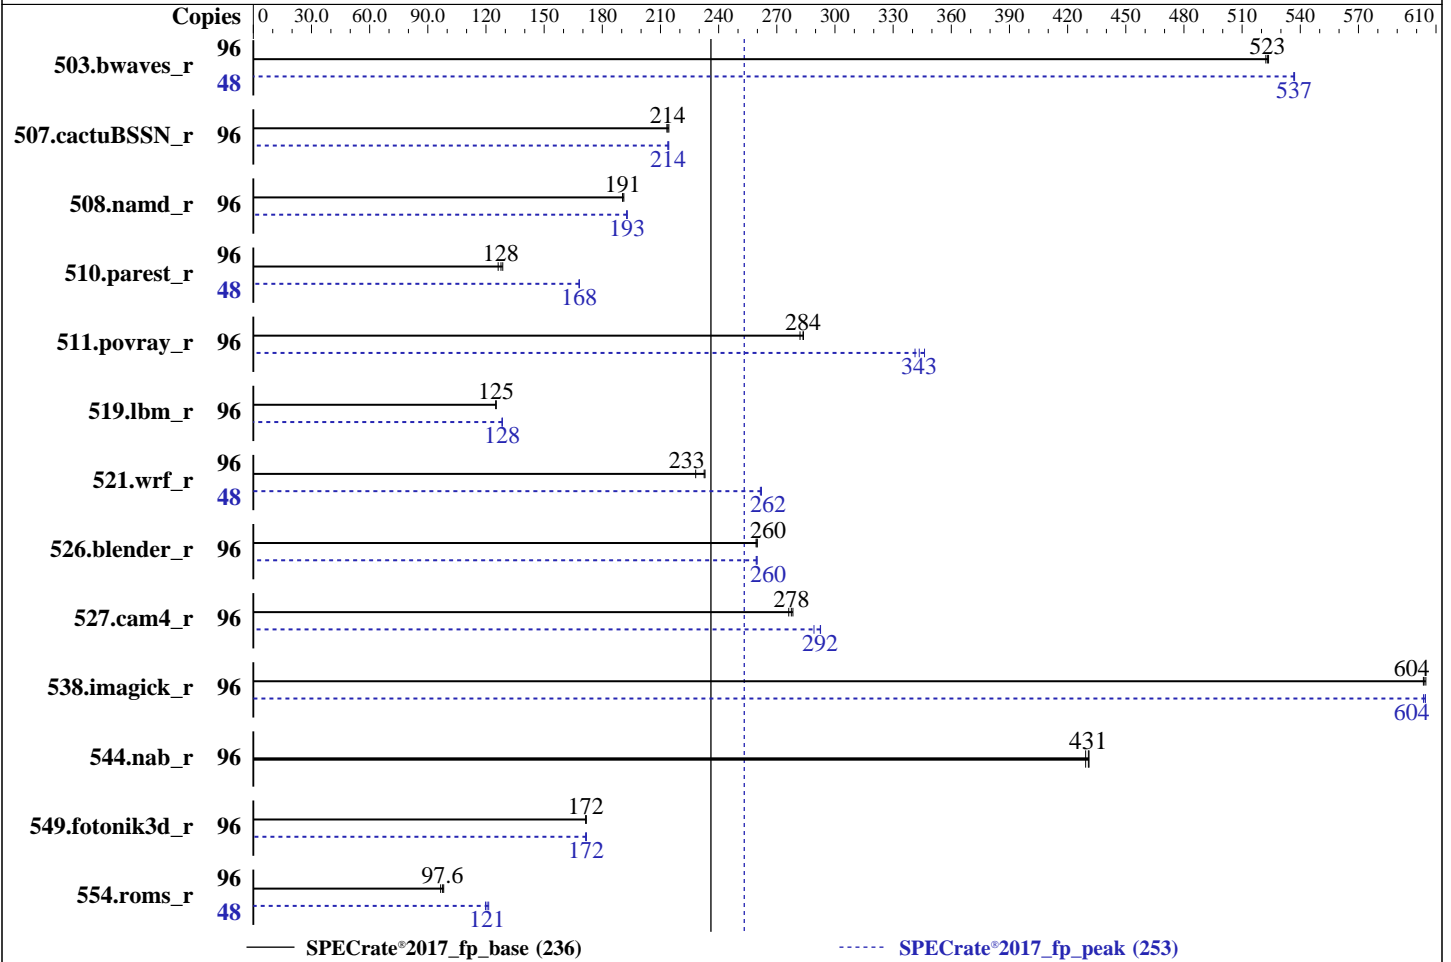 Copies 0 30.0 60.0 90.0 120 150 180 210 240 270 300 330 360 390 420 450 480 510 540 570 610
503.bwaves_r 96 523
48 537
507.cactuBSSN_r 96 214
214
508.namd_r 96 191
193
510.parest_r 96 128
48 168
511.povray_r 96 284
343
519.lbm_r 96 125
128
521.wrf_r 96 233
48 262
526.blender_r 96 260
260
527.cam4_r 96 278
292
538.imagick_r 96 604
604
544.nab_r 96 431
549.fotonik3d_r 96 172
172
554.roms_r 96 97.6
48 121
SPECrate®2017_fp_base (236) SPECrate®2017_fp_peak (253)